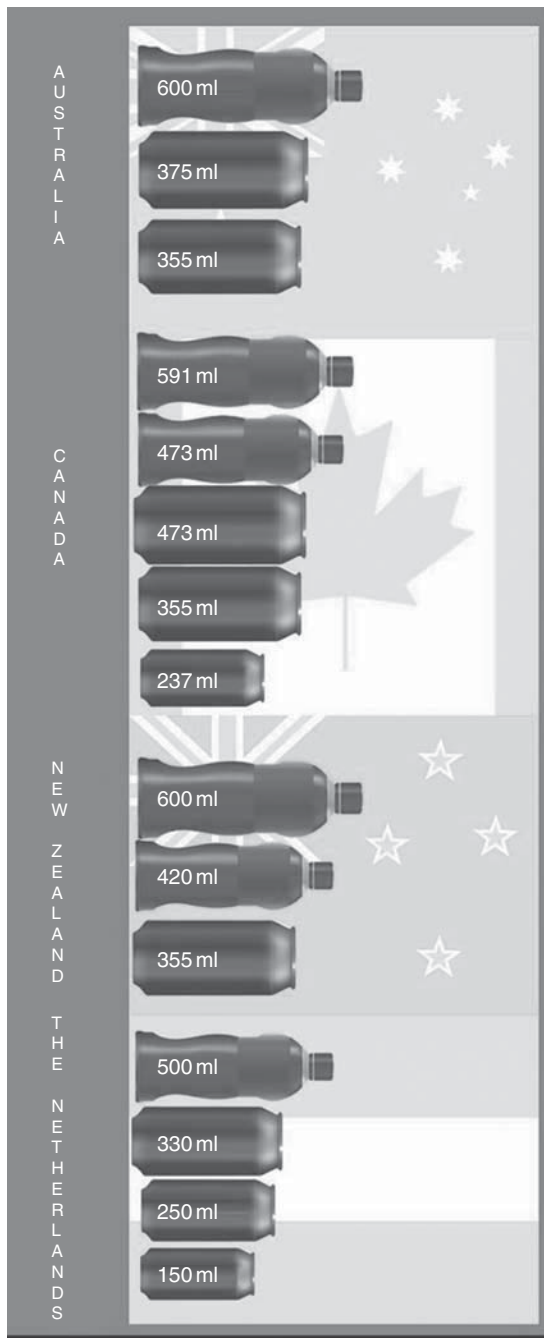 AUSTRALIA
600 ml
375 ml
355 ml
CANADA
591 ml
473 ml
473 ml
355 ml
237 ml
NEW ZEALAND
600 ml
420 ml
355 ml
THE NETHERLANDS
500 ml
330 ml
250 ml
150 ml